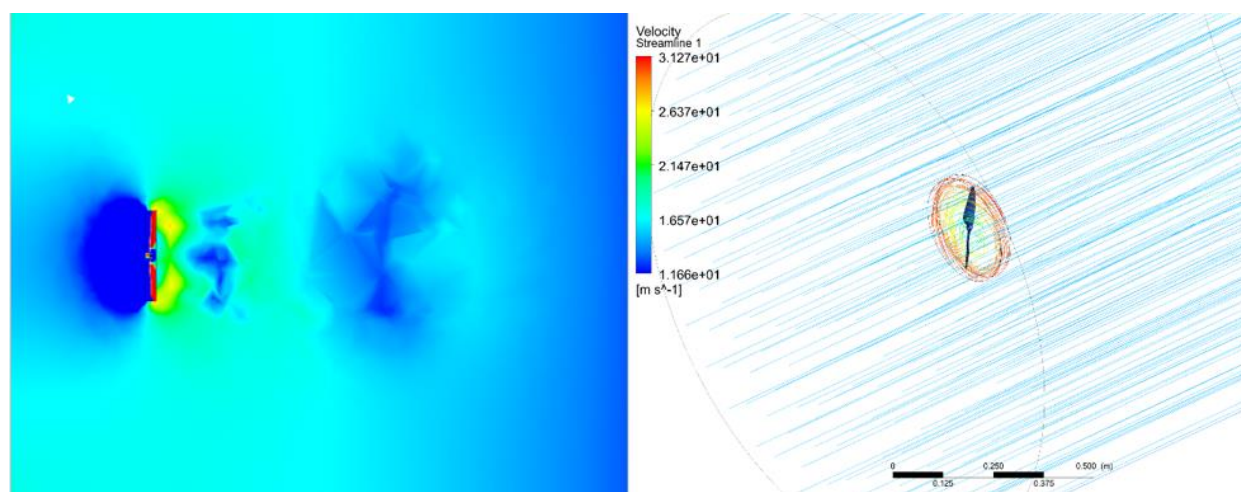 Velocity
Streamline 1
3.127e+01
2.637e+01
2.147e+01
1.657e+01
1.166e+01
[m s^-1]
0 0.250 0.500 (m)
0.125 0.375